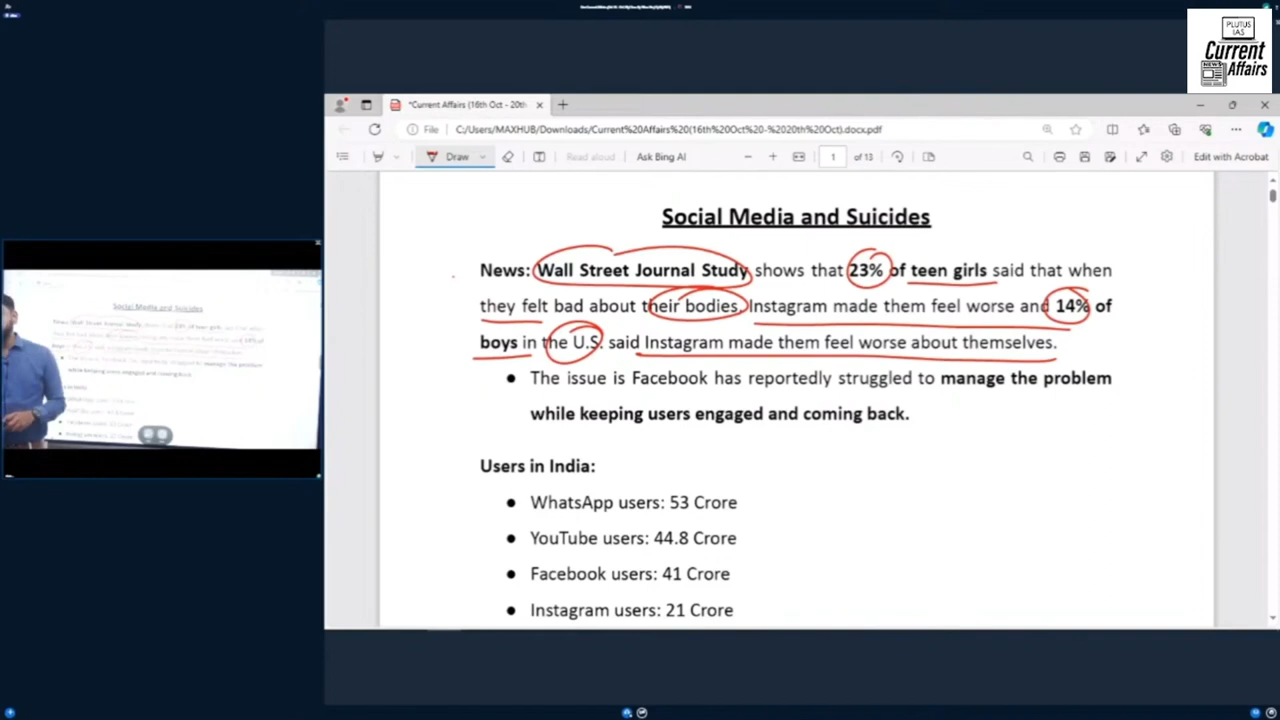 PLUTUS
IAS
Current
NEWS
Affairs
*Current Affairs (16th Oct - 20th
File
C:/Users/MAXHUB/Downloads/Current%20Affairs%20(16th%20Oct%20-%2020th%20Oct).docx.pdf
Draw
Read aloud
Ask Bing AI
1
of 13
Edit with Acrobat
Social Media and Suicides
News: Wall Street Journal Study shows that 23% of teen girls said that when
they felt bad about their bodies, Instagram made them feel worse and 14% of
boys in the U.S. said Instagram made them feel worse about themselves.
● The issue is Facebook has reportedly struggled to manage the problem
while keeping users engaged and coming back.
Users in India:
● WhatsApp users: 53 Crore
● YouTube users: 44.8 Crore
● Facebook users: 41 Crore
● Instagram users: 21 Crore
Social Media and Suicides